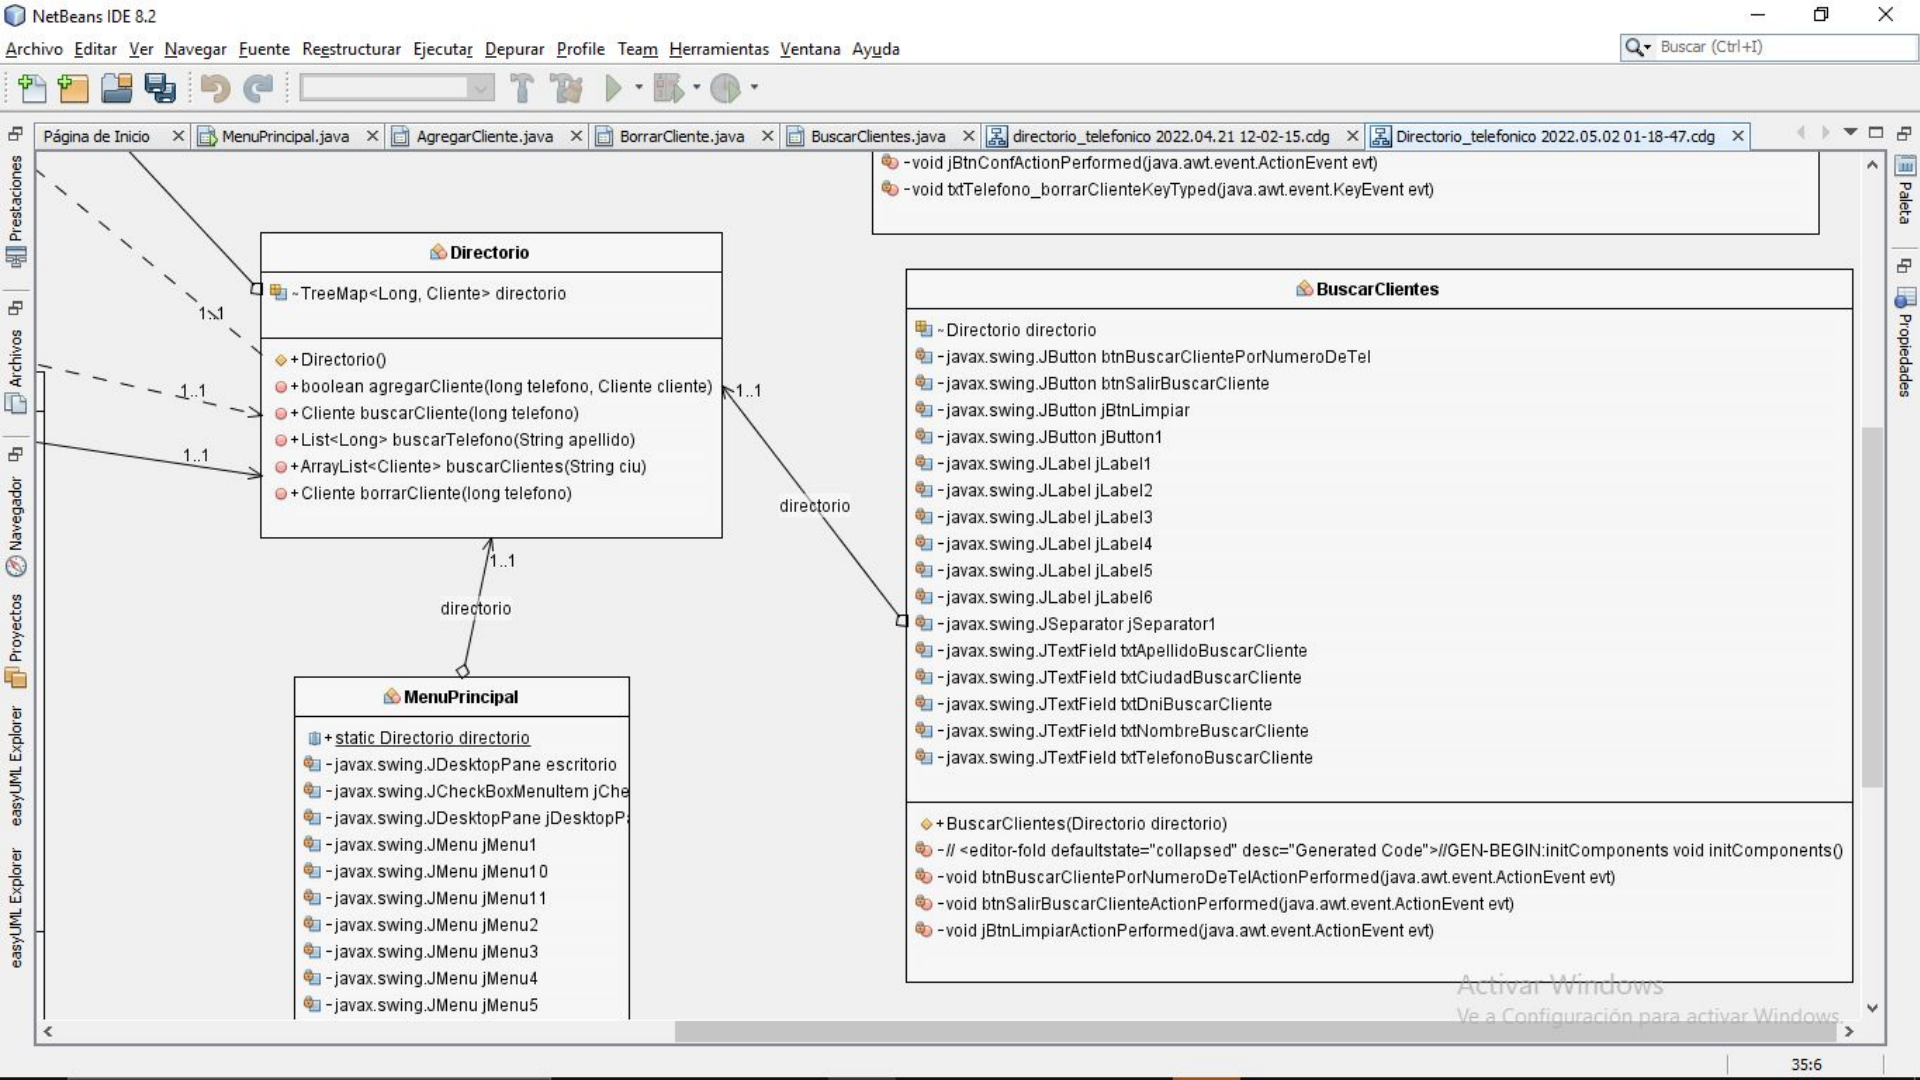 NetBeans IDE 8.2
Archivo Editar Ver Navegar Fuente Reestructurar Ejecutar Depurar Profile Team Herramientas Ventana Ayuda
Buscar (Ctrl+I)
Página de Inicio
MenuPrincipal.java
AgregarCliente.java
BorrarCliente.java
BuscarClientes.java
directorio_telefonico 2022.04.21 12-02-15.cdg
Directorio_telefonico 2022.05.02 01-18-47.cdg
Prestaciones
Archivos
Navegador
Proyectos
easyUML Explorer
easyUML Explorer
Paleta
Propiedades
-void jBtnConfActionPerformed(java.awt.event.ActionEvent evt)
-void txtTelefono_borrarClienteKeyTyped(java.awt.event.KeyEvent evt)
Directorio
~TreeMap<Long, Cliente> directorio
+Directorio()
+boolean agregarCliente(long telefono, Cliente cliente)
+Cliente buscarCliente(long telefono)
+List<Long> buscarTelefono(String apellido)
+ArrayList<Cliente> buscarClientes(String ciu)
+Cliente borrarCliente(long telefono)
1..1
1..1
1..1
1..1
directorio
1..1
directorio
MenuPrincipal
+static Directorio directorio
-javax.swing.JDesktopPane escritorio
-javax.swing.JCheckBoxMenuItem jChe
-javax.swing.JDesktopPane jDesktopPa
-javax.swing.JMenu jMenu1
-javax.swing.JMenu jMenu10
-javax.swing.JMenu jMenu11
-javax.swing.JMenu jMenu2
-javax.swing.JMenu jMenu3
-javax.swing.JMenu jMenu4
-javax.swing.JMenu jMenu5
BuscarClientes
~Directorio directorio
-javax.swing.JButton btnBuscarClientePorNumeroDeTel
-javax.swing.JButton btnSalirBuscarCliente
-javax.swing.JButton jBtnLimpiar
-javax.swing.JButton jButton1
-javax.swing.JLabel jLabel1
-javax.swing.JLabel jLabel2
-javax.swing.JLabel jLabel3
-javax.swing.JLabel jLabel4
-javax.swing.JLabel jLabel5
-javax.swing.JLabel jLabel6
-javax.swing.JSeparator jSeparator1
-javax.swing.JTextField txtApellidoBuscarCliente
-javax.swing.JTextField txtCiudadBuscarCliente
-javax.swing.JTextField txtDniBuscarCliente
-javax.swing.JTextField txtNombreBuscarCliente
-javax.swing.JTextField txtTelefonoBuscarCliente
+BuscarClientes(Directorio directorio)
-// <editor-fold defaultstate="collapsed" desc="Generated Code">//GEN-BEGIN:initComponents void initComponents()
-void btnBuscarClientePorNumeroDeTelActionPerformed(java.awt.event.ActionEvent evt)
-void btnSalirBuscarClienteActionPerformed(java.awt.event.ActionEvent evt)
-void jBtnLimpiarActionPerformed(java.awt.event.ActionEvent evt)
Activar Windows
Ve a Configuración para activar Windows.
35:6